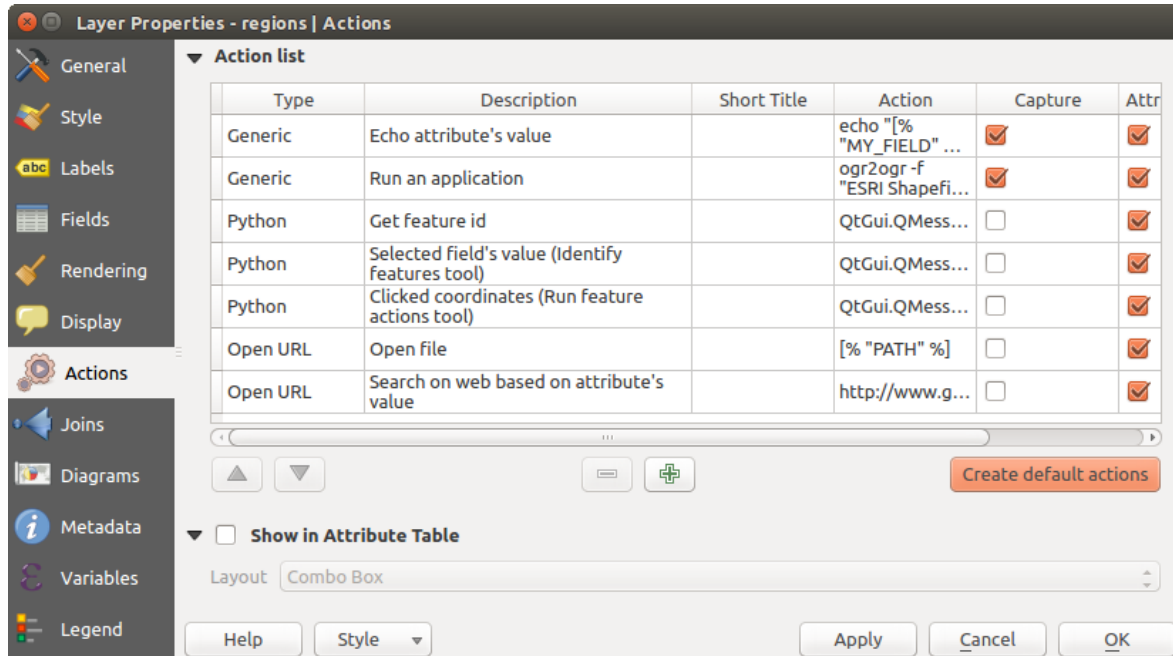 Layer Properties - regions | Actions
General
Style
abc Labels
Fields
Rendering
Display
Actions
Joins
Diagrams
Metadata
Variables
Legend
Action list
Type Description Short Title Action Capture Attr
Generic Echo attribute's value echo "[%
"MY_FIELD" ...
Generic Run an application ogr2ogr -f
"ESRI Shapefi...
Python Get feature id QtGui.QMess...
Python Selected field's value (Identify
features tool) QtGui.QMess...
Python Clicked coordinates (Run feature
actions tool) QtGui.QMess...
Open URL Open file [% "PATH" %]
Open URL Search on web based on attribute's
value http://www.g...
Create default actions
Show in Attribute Table
Layout Combo Box
Help Style Apply Cancel OK